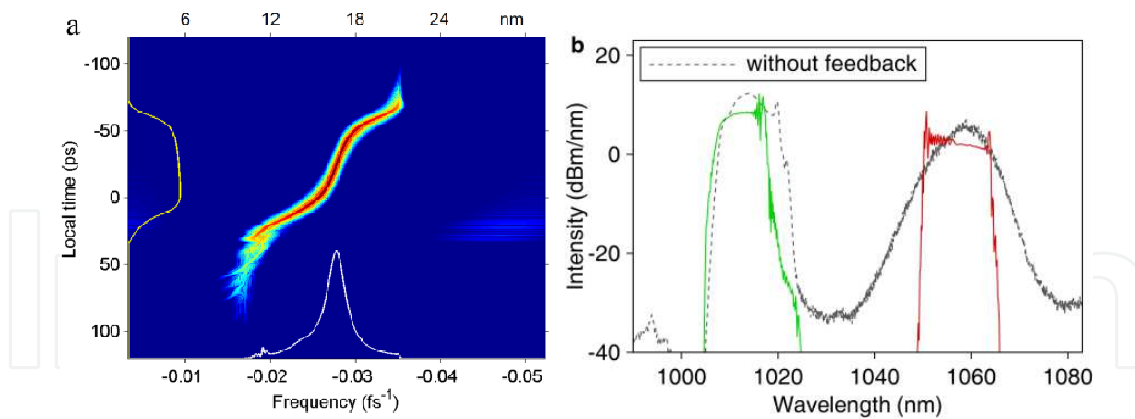 a
6 12 18 24 nm
-100
-50
0
50
100
Local time (ps)
-0.01 -0.02 -0.03 -0.04 -0.05
Frequency (fs-1)
b
without feedback
20
0
-20
-40
Intensity (dBm/nm)
1000 1020 1040 1060 1080
Wavelength (nm)